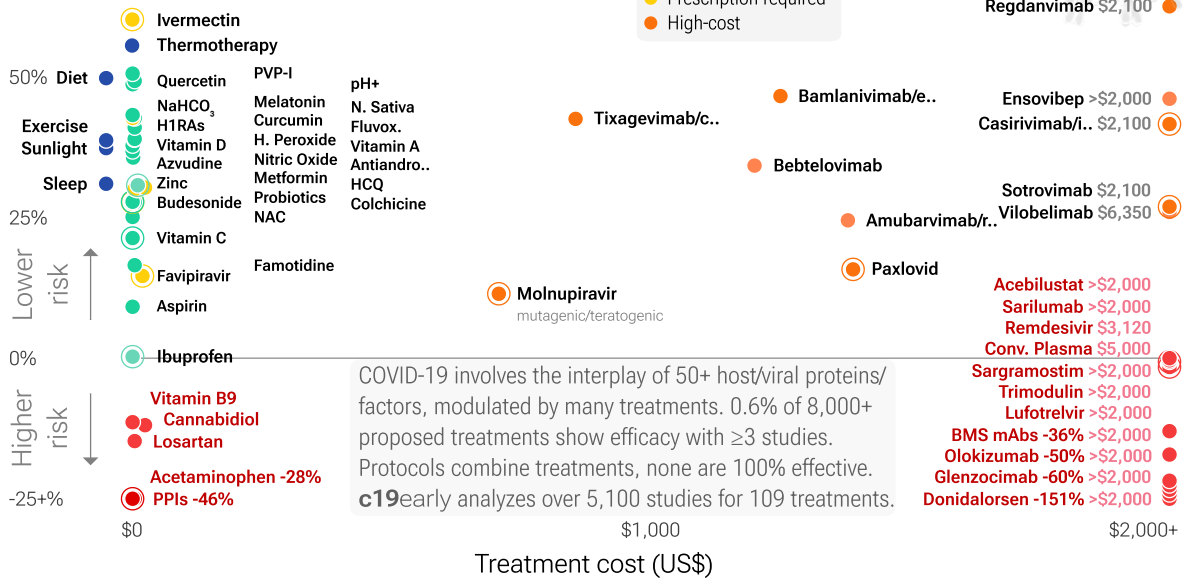 Prescription required
High-cost
Regdanvimab $2,100
Ivermectin
Thermotherapy
50%
Diet
Quercetin
PVP-I
pH+
NaHCO3
Melatonin
N. Sativa
Exercise
H1RAs
Curcumin
Fluvox.
Sunlight
Vitamin D
H. Peroxide
Vitamin A
Azvudine
Nitric Oxide
Antiandro..
Sleep
Zinc
Metformin
HCQ
Budesonide
Probiotics
Colchicine
25%
NAC
Vitamin C
Famotidine
Favipiravir
Aspirin
Ibuprofen
Lower
risk
0%
Higher
risk
Vitamin B9
Cannabidiol
Losartan
Acetaminophen -28%
PPIs -46%
-25+%
Tixagevimab/c..
Bamlanivimab/e..
Bebtelovimab
Amubarvimab/r..
Paxlovid
Molnupiravir
mutagenic/teratogenic
Ensovibep >$2,000
Casirivimab/i.. $2,100
Sotrovimab $2,100
Vilobelimab $6,350
Acebilustat >$2,000
Sarilumab >$2,000
Remdesivir $3,120
Conv. Plasma $5,000
Sargramostim >$2,000
Trimodulin >$2,000
Lufotrelvir >$2,000
BMS mAbs -36% >$2,000
Olokizumab -50% >$2,000
Glenzocimab -60% >$2,000
Donidalorsen -151% >$2,000
COVID-19 involves the interplay of 50+ host/viral proteins/
factors, modulated by many treatments. 0.6% of 8,000+
proposed treatments show efficacy with ≥3 studies.
Protocols combine treatments, none are 100% effective.
c19early analyzes over 5,100 studies for 109 treatments.
$0
$1,000
$2,000+
Treatment cost (US$)